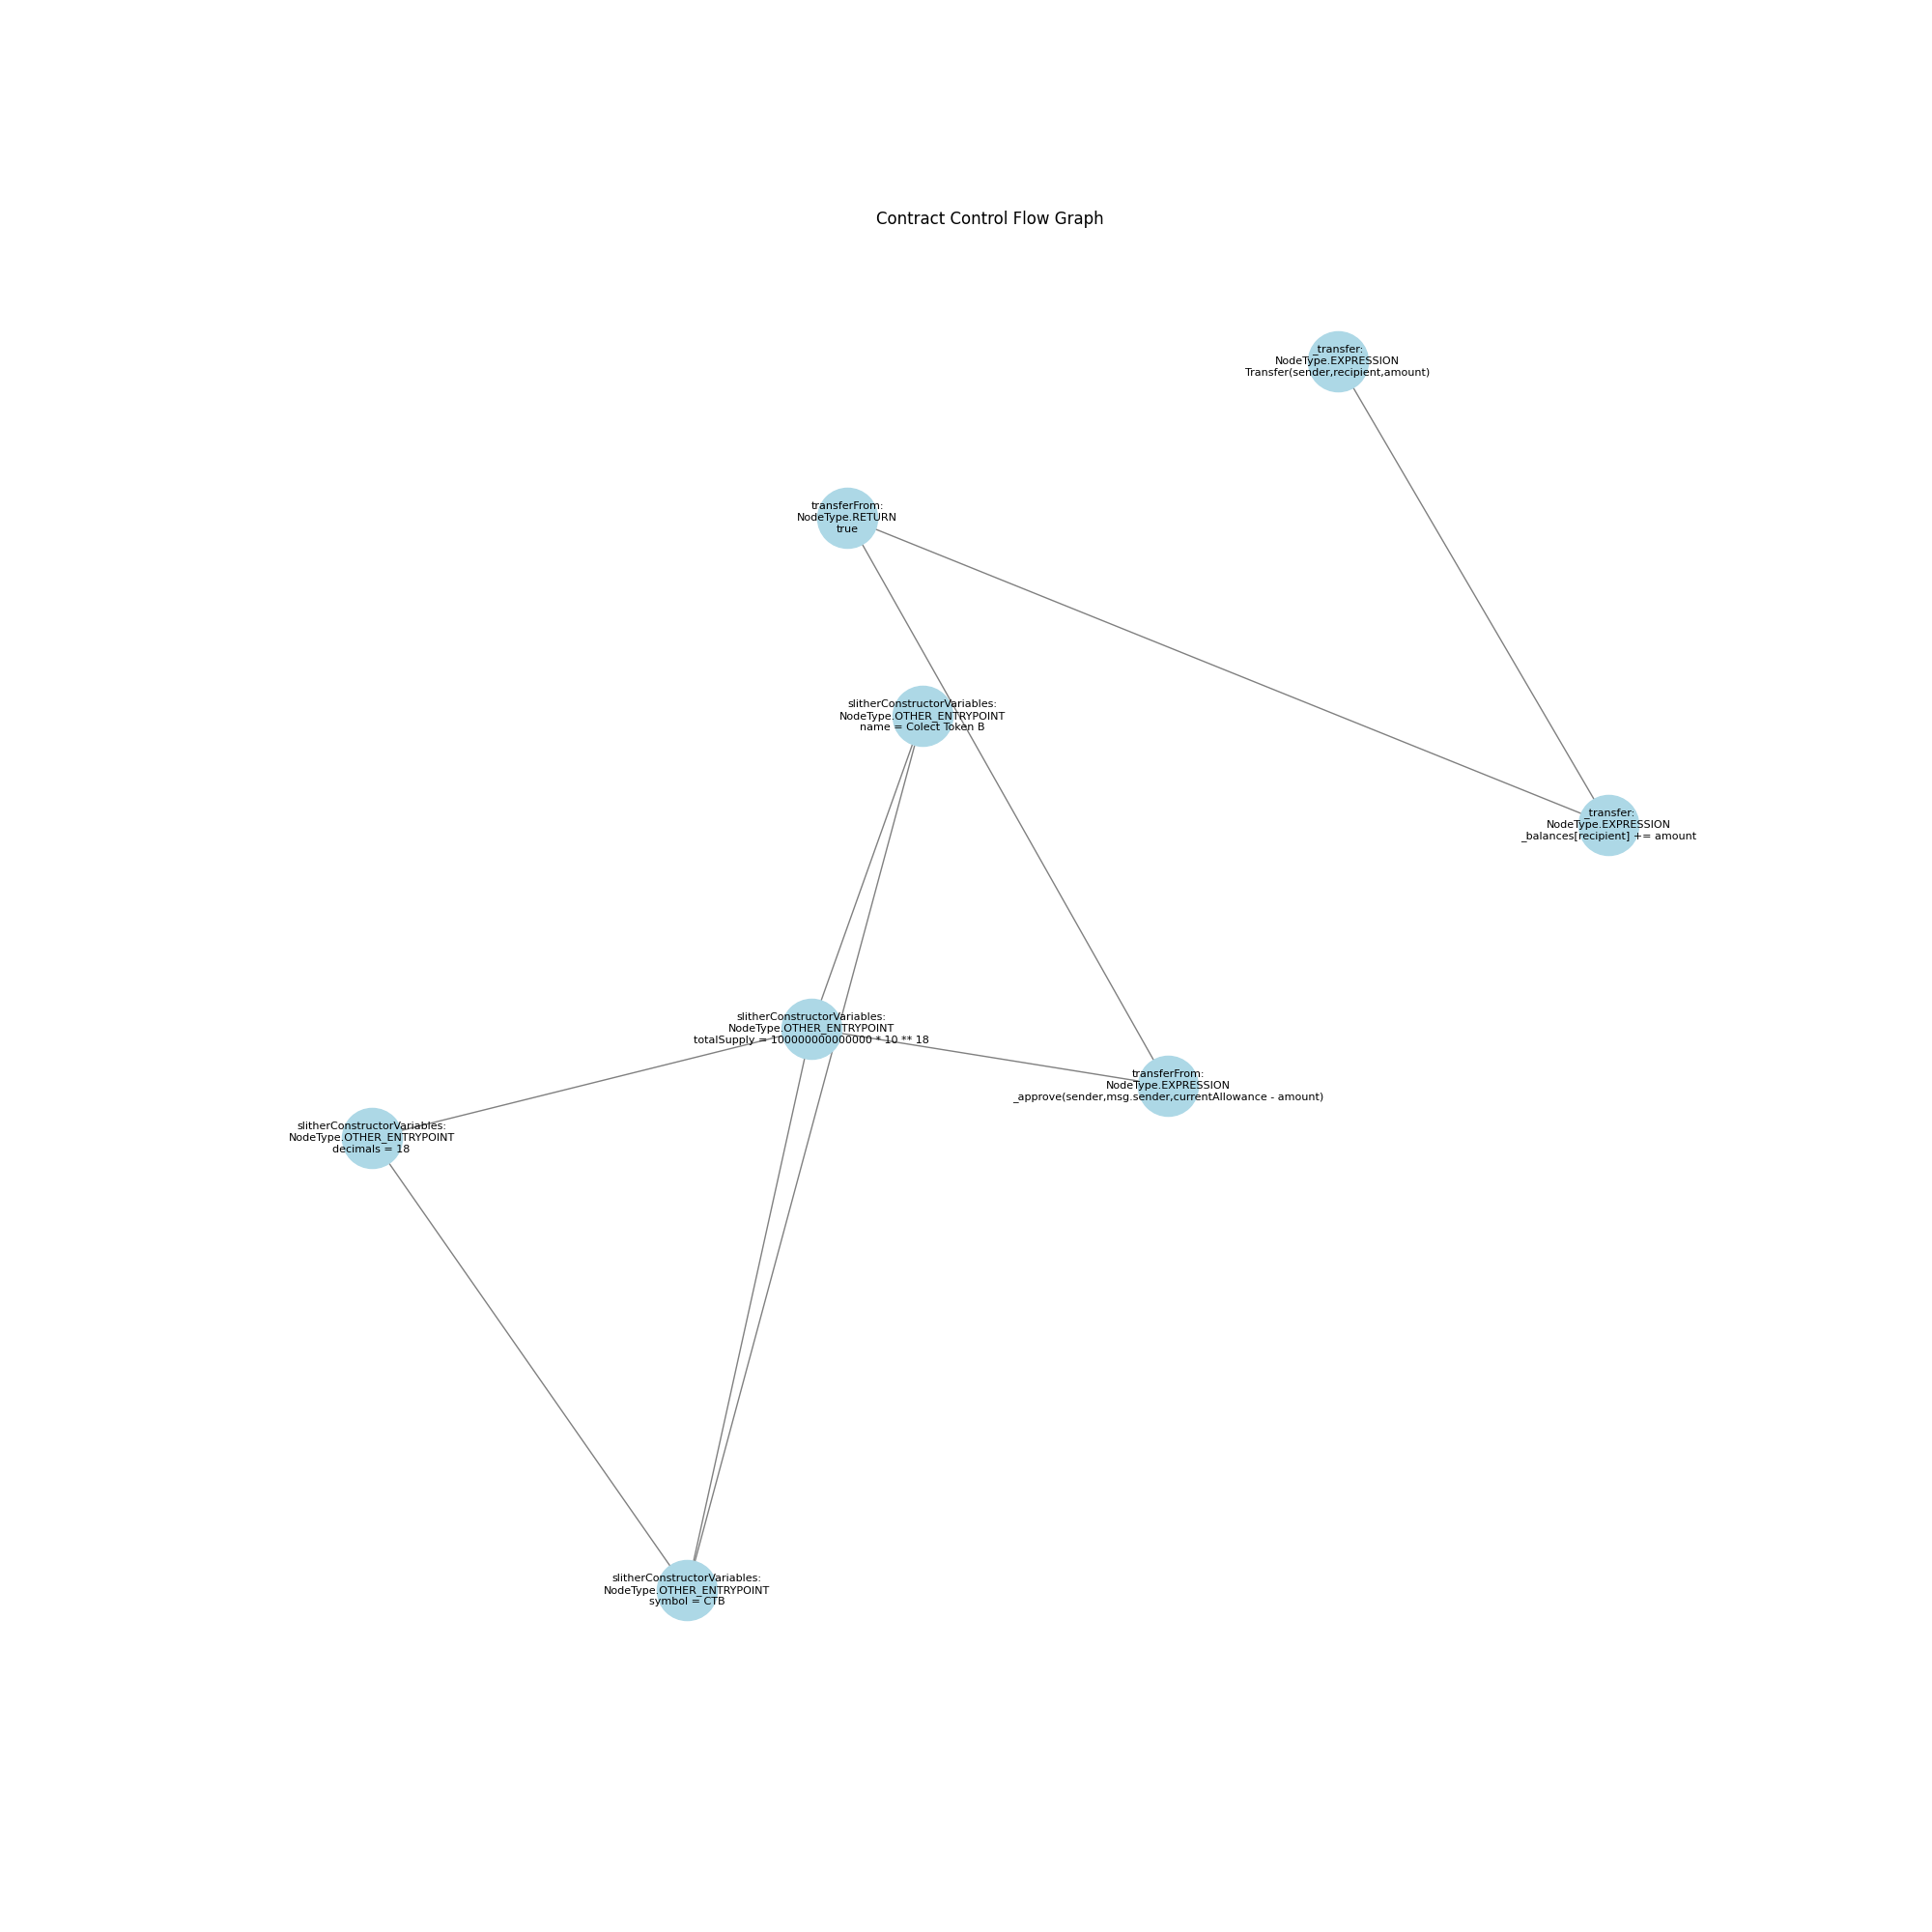 Contract Control Flow Graph
_transfer:
NodeType.EXPRESSION
Transfer(sender,recipient,amount)
transferFrom:
NodeType.RETURN
true
slitherConstructorVariables:
NodeType.OTHER_ENTRYPOINT
name = Colect Token B
_transfer:
NodeType.EXPRESSION
_balances[recipient] += amount
slitherConstructorVariables:
NodeType.OTHER_ENTRYPOINT
totalSupply = 100000000000000 * 10 ** 18
transferFrom:
NodeType.EXPRESSION
_approve(sender,msg.sender,currentAllowance - amount)
slitherConstructorVariables:
NodeType.OTHER_ENTRYPOINT
decimals = 18
slitherConstructorVariables:
NodeType.OTHER_ENTRYPOINT
symbol = CTB